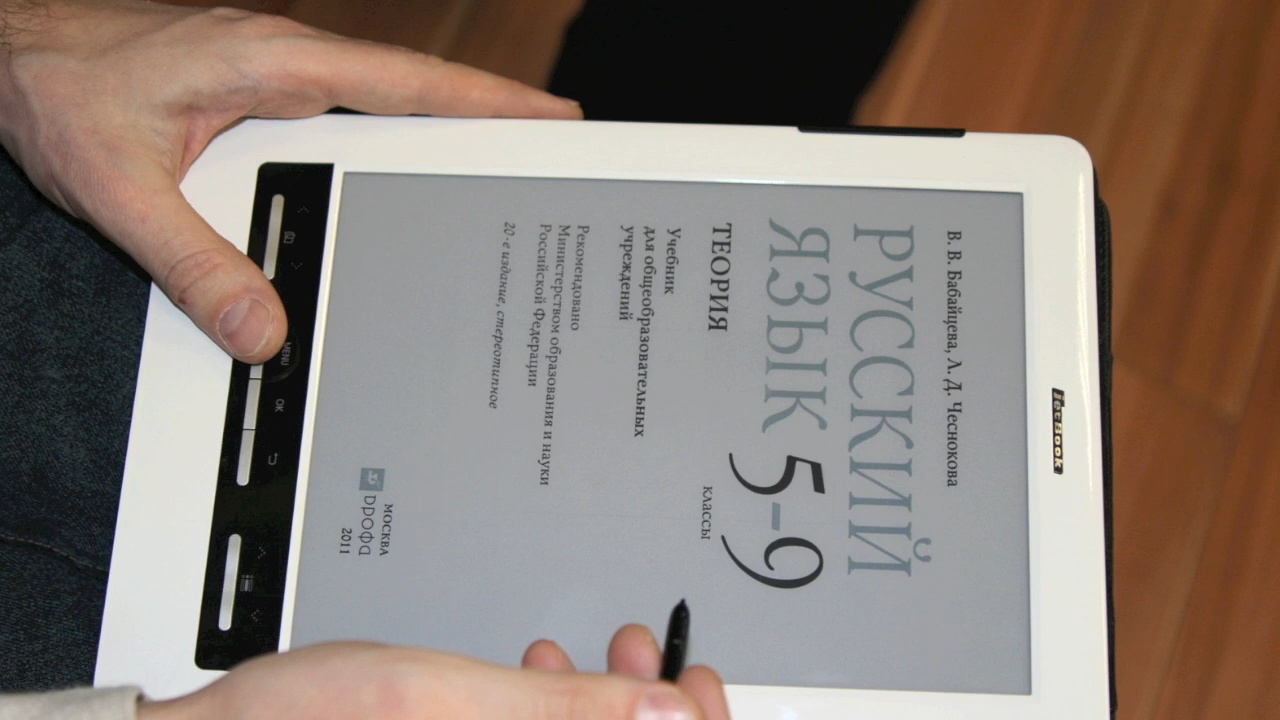 jetBook
В. В. Бабайцева, Л. Д. Чеснокова
РУССКИЙ
ЯЗЫК 5-9
классы
ТЕОРИЯ
Учебник
для общеобразовательных
учреждений
Рекомендовано
Министерством образования и науки
Российской Федерации
20-е издание, стереотипное
МОСКВА
дрофа
2011
MENU
OK